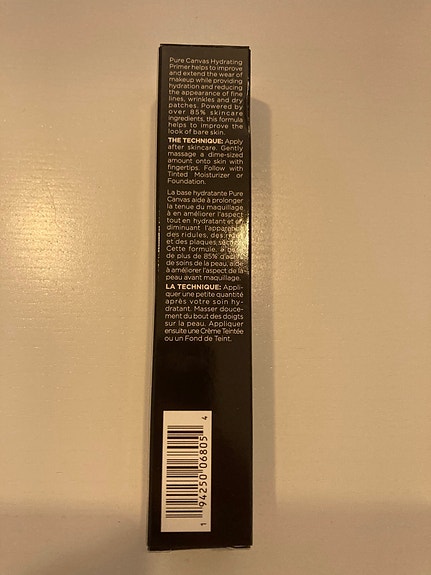 Pure Canvas Hydrating
Primer helps to improve
and extend the wear of
makeup while providing
hydration and reducing
the appearance of fine
lines, wrinkles and dry
patches. Powered by
over 85% skincare
ingredients, this formula
helps to improve the
look of bare skin.
THE TECHNIQUE: Apply
after skincare. Gently
massage a dime-sized
amount onto skin with
fingertips. Follow with
Tinted Moisturizer or
Foundation.
La base hydratante Pure
Canvas aide à prolonger
la tenue du maquillage
à en améliorer l'aspect
tout en hydratant et en
diminuant l'apparence
des ridules, des rides
et des plaques sèches.
Cette formule, à base
de plus de 85% d'actifs
de soins de la peau, aide
à améliorer l'aspect de la
peau avant maquillage.
LA TECHNIQUE: Appli-
quer une petite quantité
après votre soin hy-
dratant. Masser douce-
ment du bout des doigts
sur la peau. Appliquer
ensuite une Crème Teintée
ou un Fond de Teint.
1 94250 06805 4